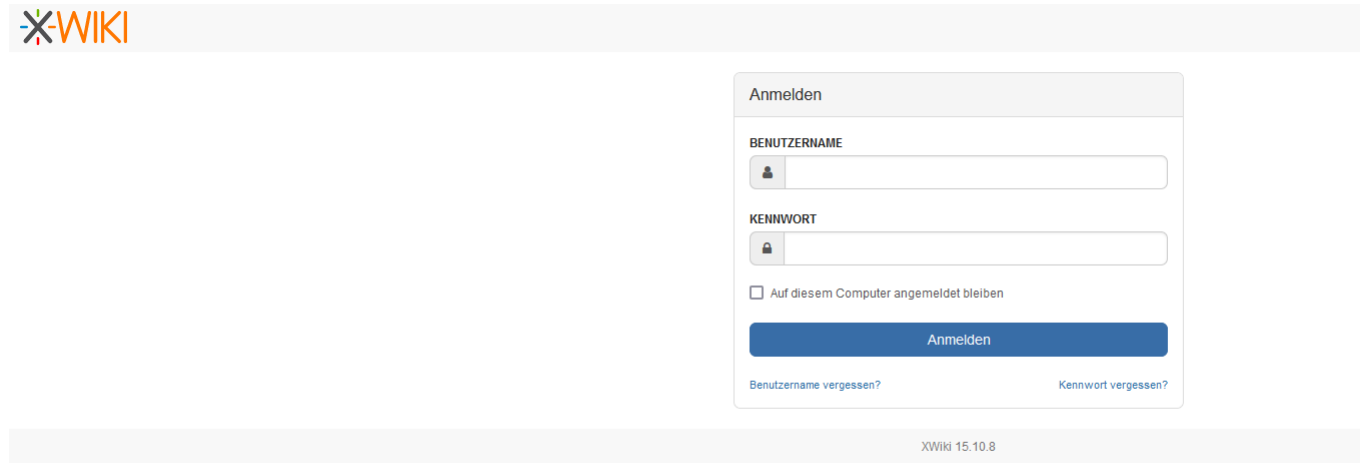 XWIKI
Anmelden
BENUTZERNAME
KENNWORT
Auf diesem Computer angemeldet bleiben
Anmelden
Benutzername vergessen? Kennwort vergessen?
XWiki 15.10.8